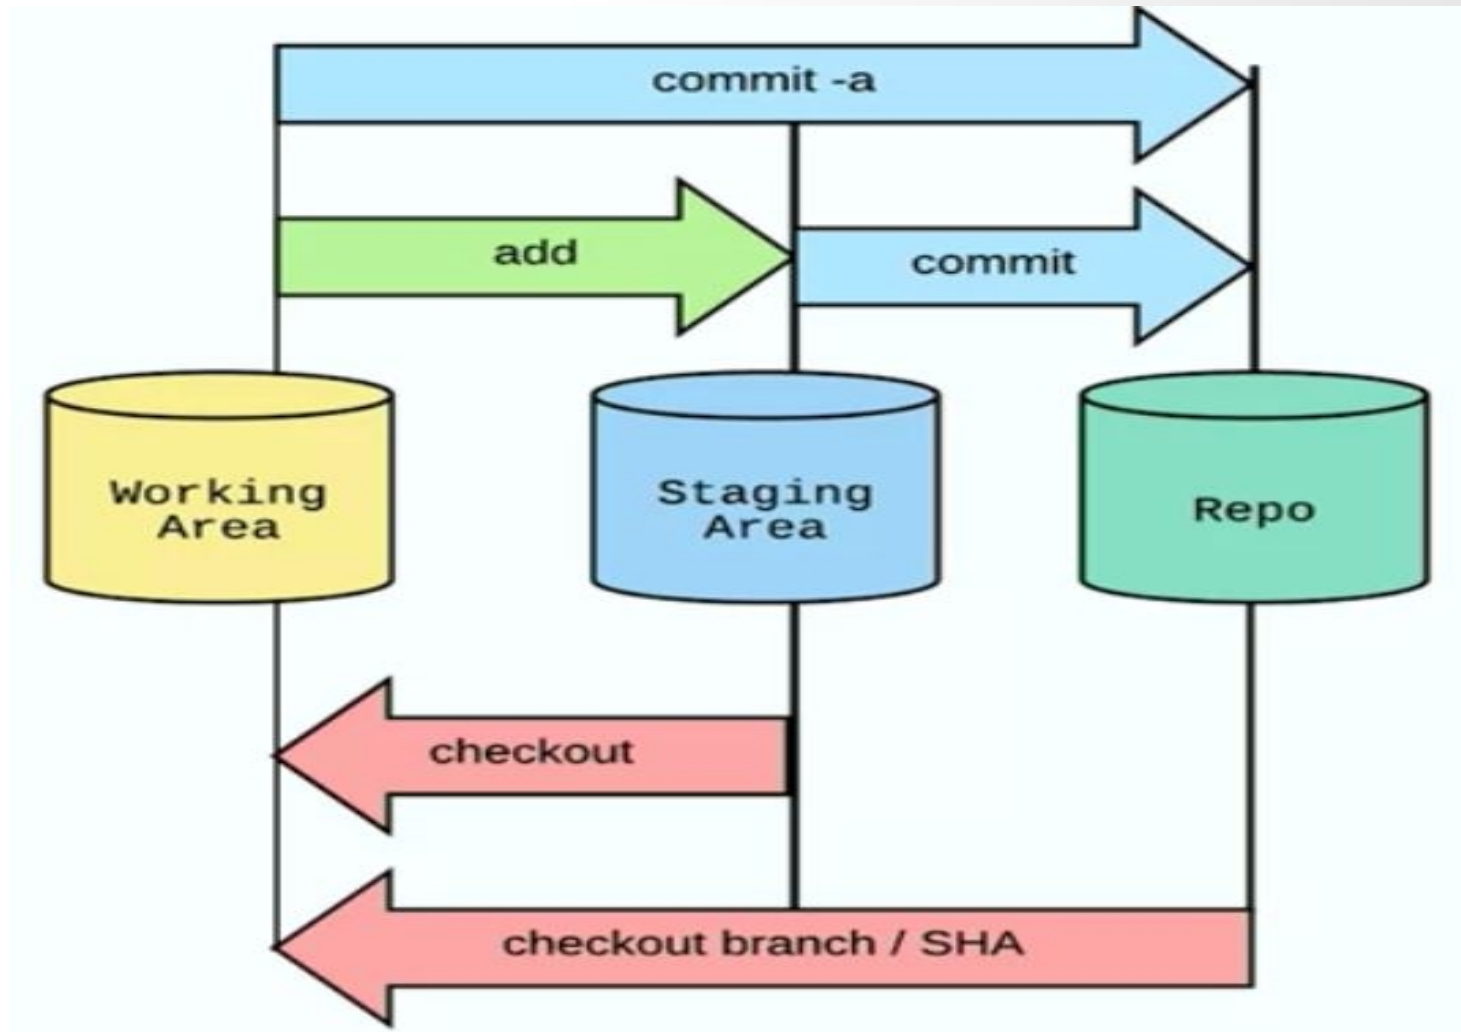 commit -a
add
commit
Working
Area
Staging
Area
Repo
checkout
checkout branch / SHA